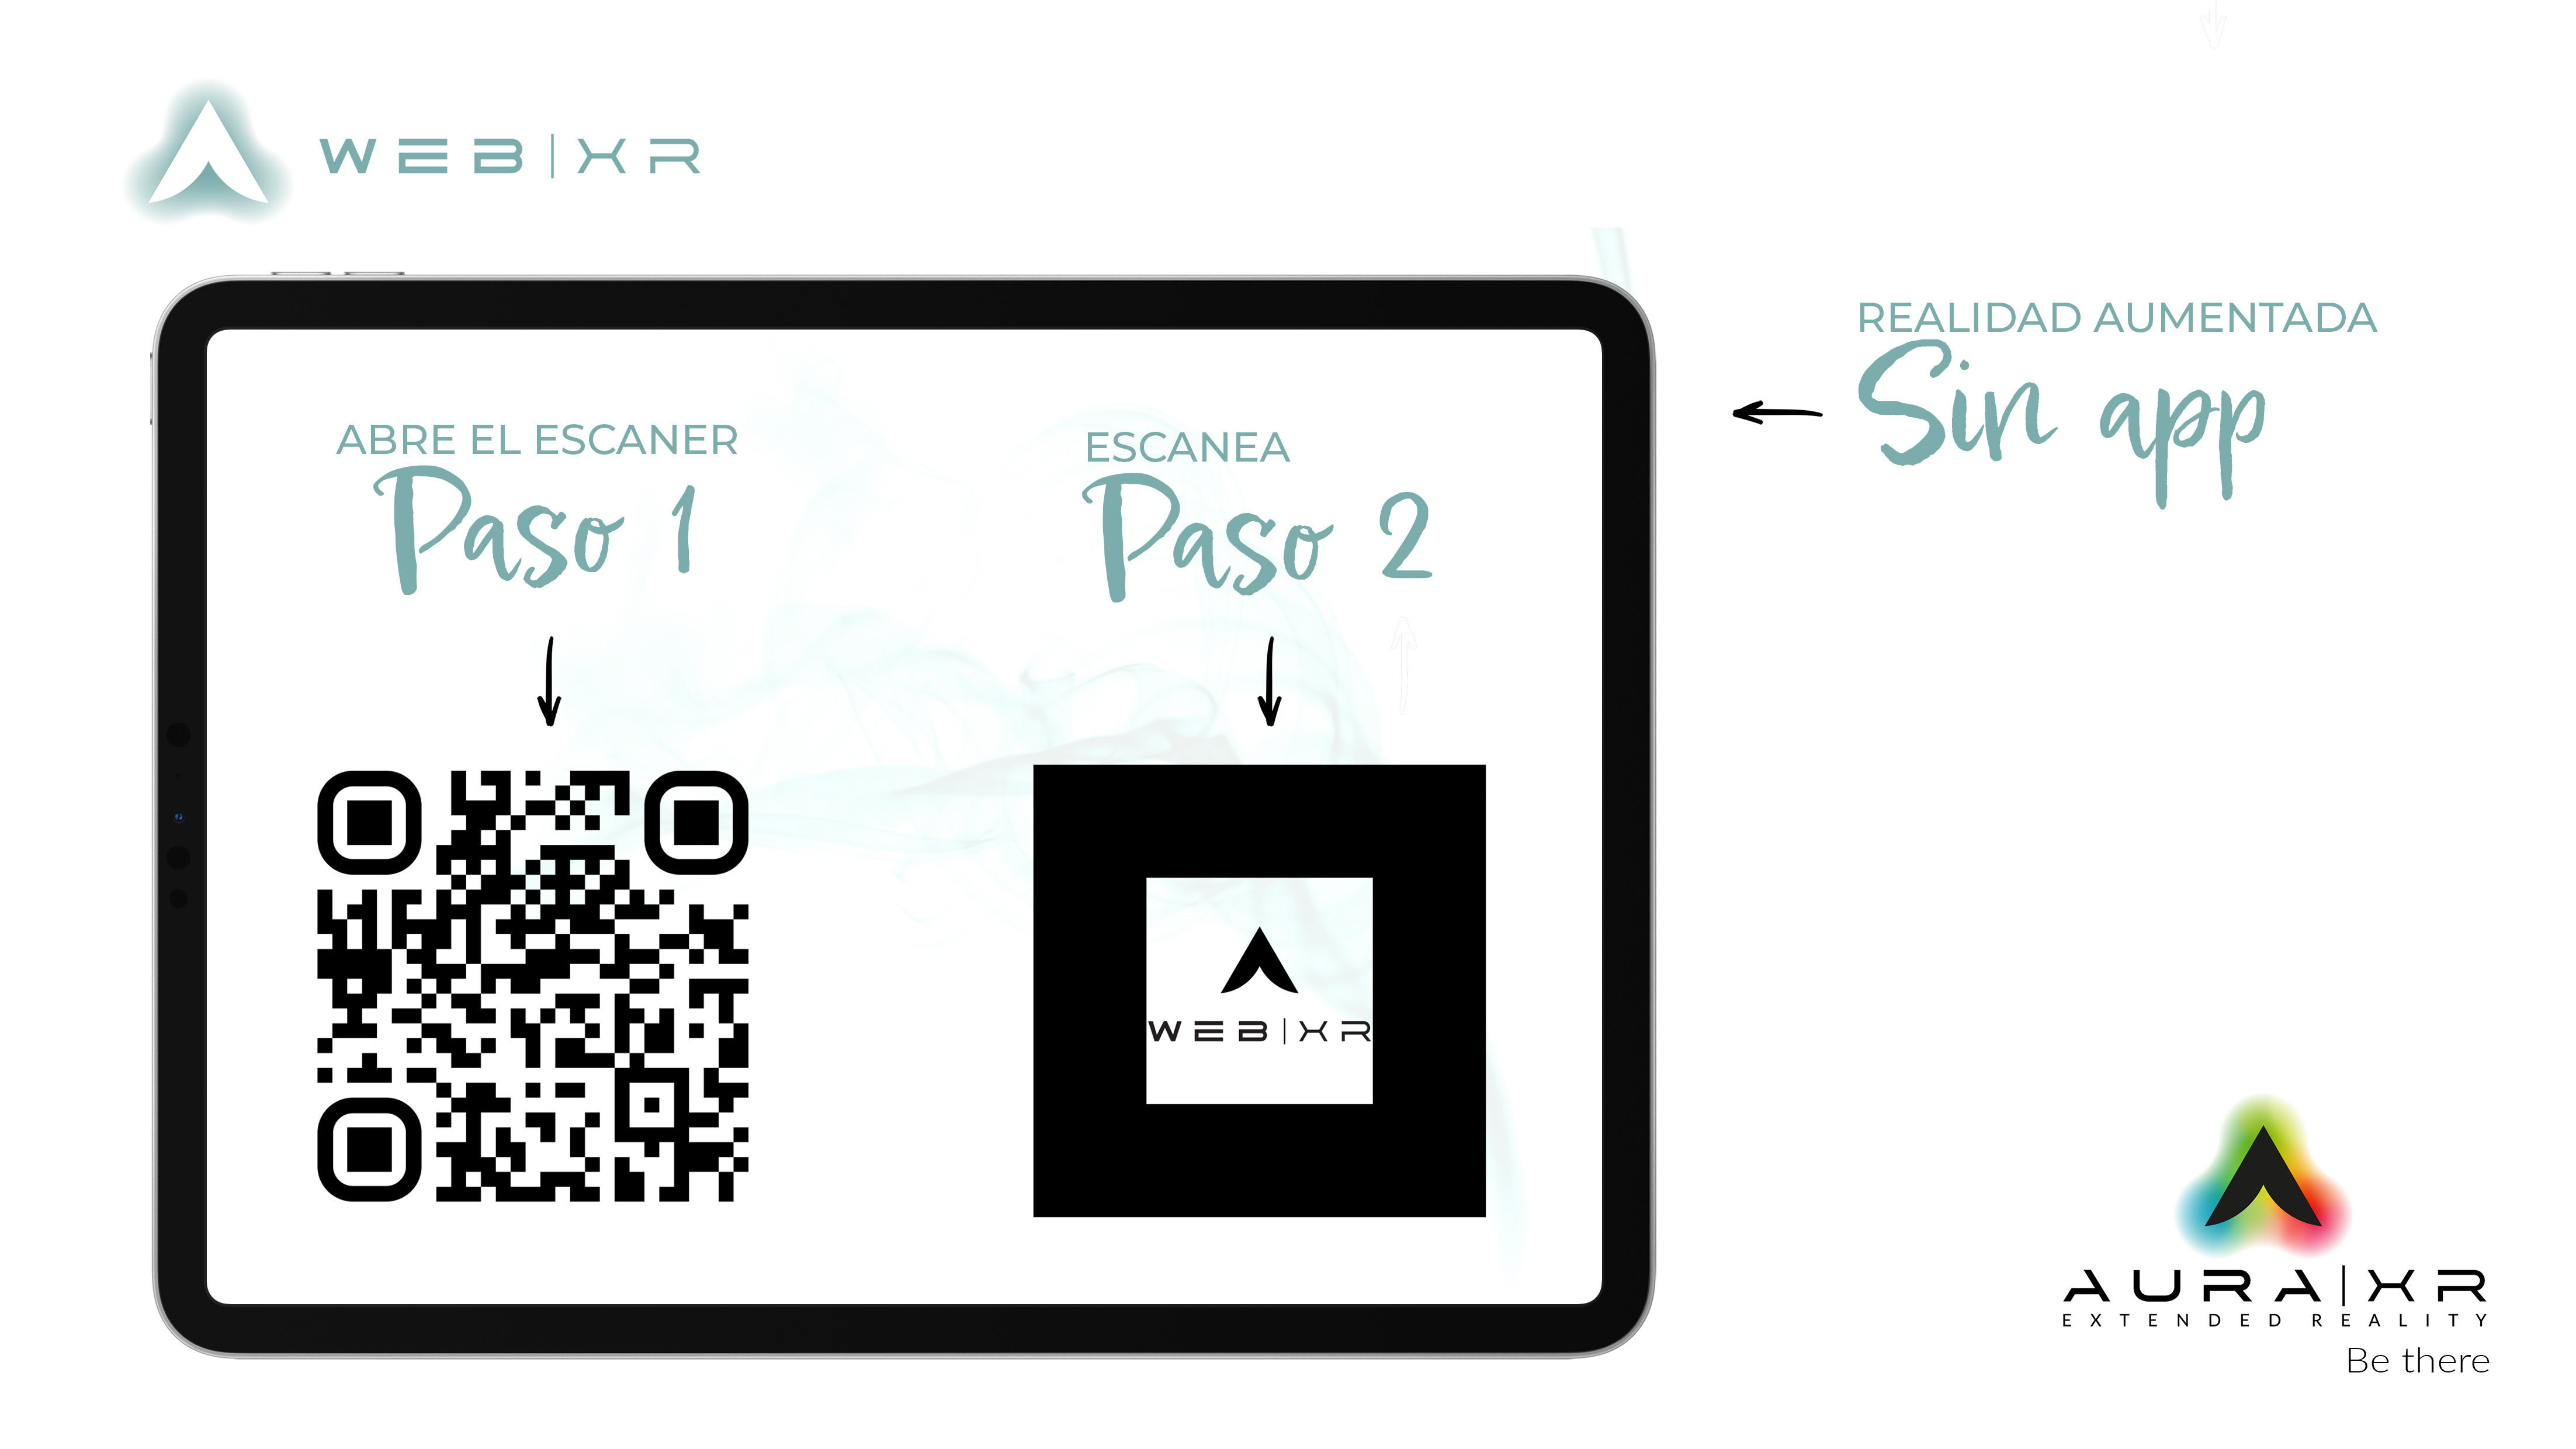 WEB|XR
REALIDAD AUMENTADA
Sin app
ABRE EL ESCANER
Paso 1
ESCANEA
Paso 2
WEB|XR
AURA|XR
EXTENDED REALITY
Be there